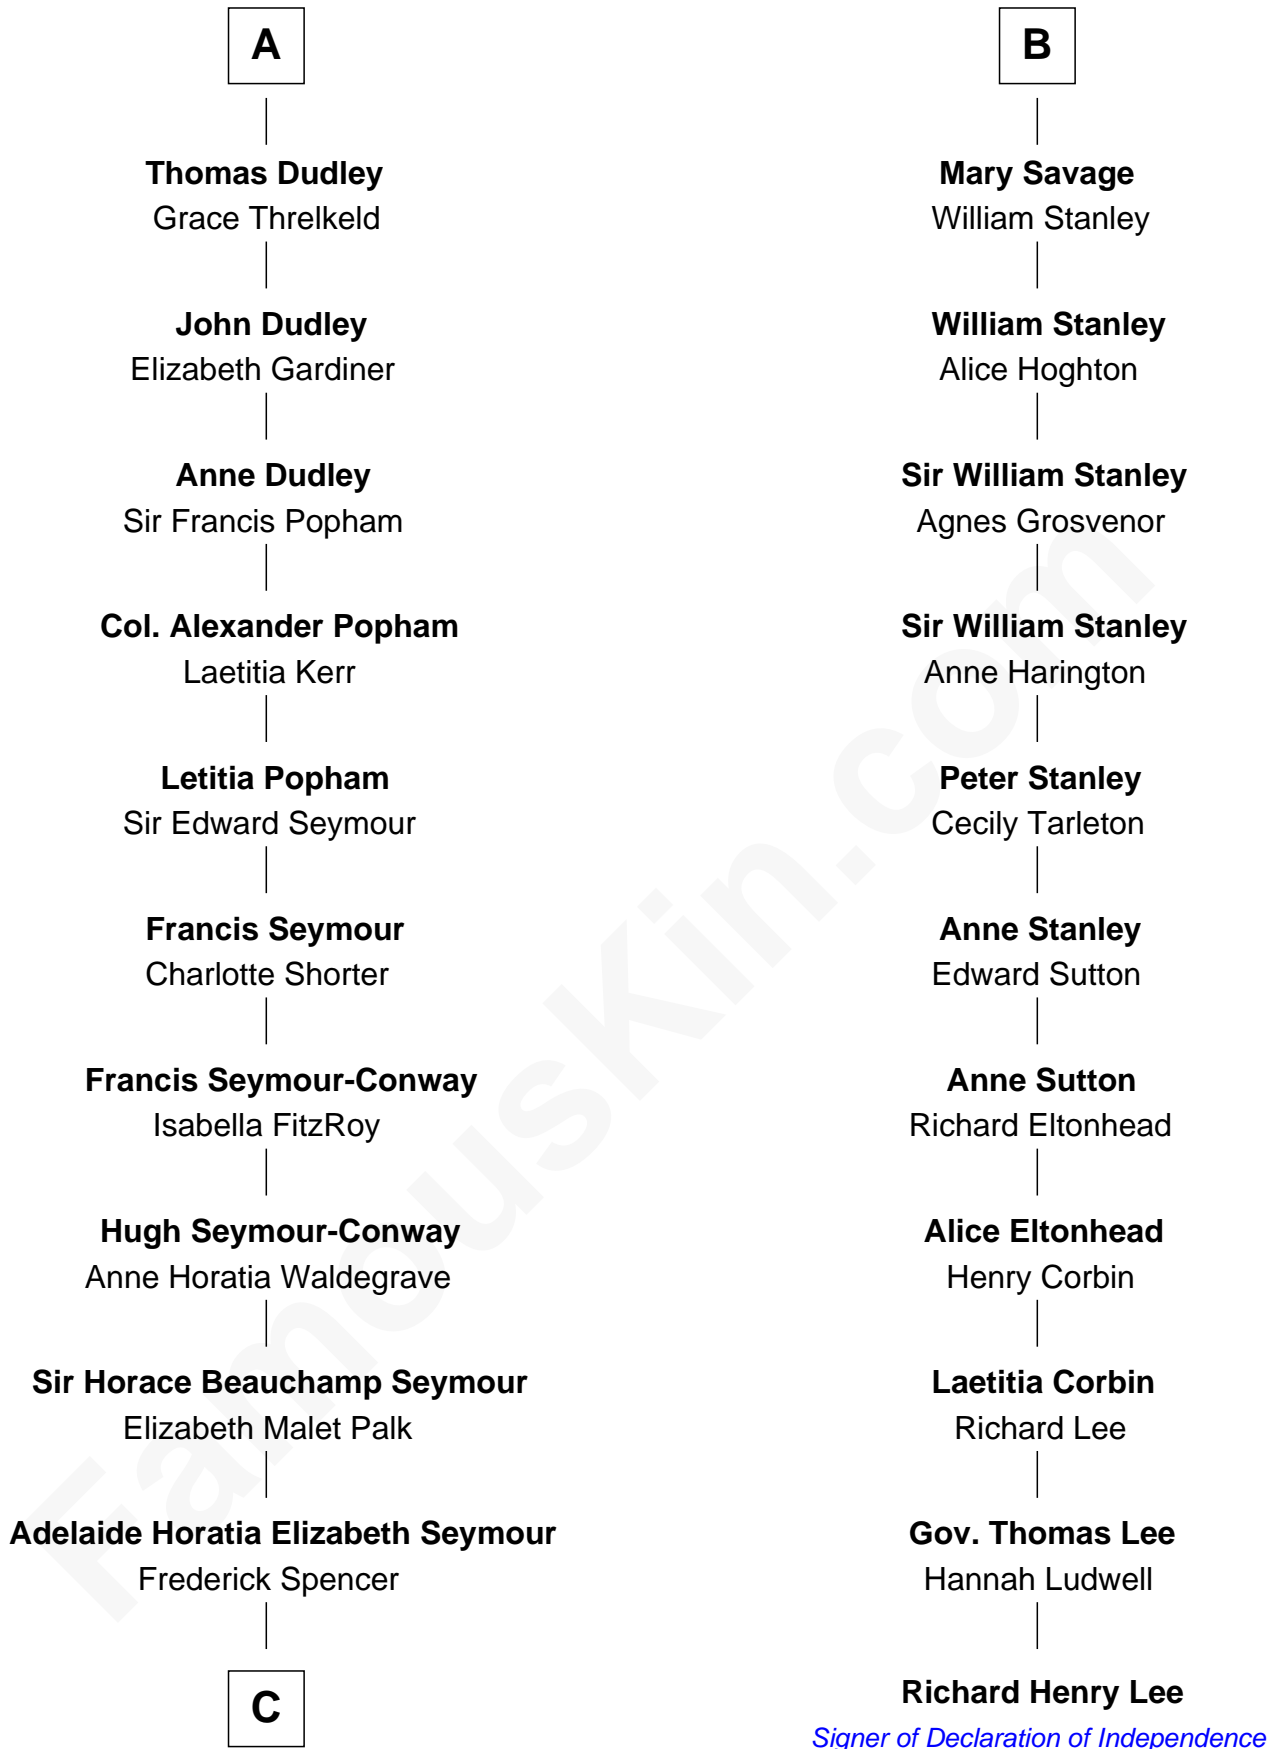 A
Thomas Dudley
Grace Threlkeld
John Dudley
Elizabeth Gardiner
Anne Dudley
Sir Francis Popham
Col. Alexander Popham
Laetitia Kerr
Letitia Popham
Sir Edward Seymour
Francis Seymour
Charlotte Shorter
Francis Seymour-Conway
Isabella FitzRoy
Hugh Seymour-Conway
Anne Horatia Waldegrave
Sir Horace Beauchamp Seymour
Elizabeth Malet Palk
Adelaide Horatia Elizabeth Seymour
Frederick Spencer
C
B
Mary Savage
William Stanley
William Stanley
Alice Hoghton
Sir William Stanley
Agnes Grosvenor
Sir William Stanley
Anne Harington
Peter Stanley
Cecily Tarleton
Anne Stanley
Edward Sutton
Anne Sutton
Richard Eltonhead
Alice Eltonhead
Henry Corbin
Laetitia Corbin
Richard Lee
Gov. Thomas Lee
Hannah Ludwell
Richard Henry Lee
Signer of Declaration of Independence
FamousKin.com